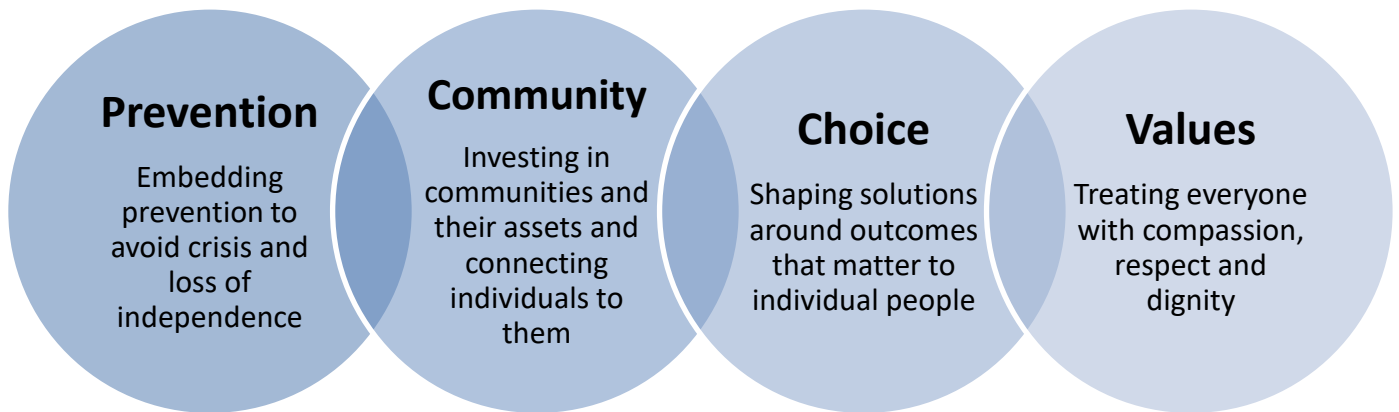 Prevention
Embedding
prevention to
avoid crisis and
loss of
independence
Community
Investing in
communities and
their assets and
connecting
individuals to
them
Choice
Shaping solutions
around outcomes
that matter to
individual people
Values
Treating everyone
with compassion,
respect and
dignity